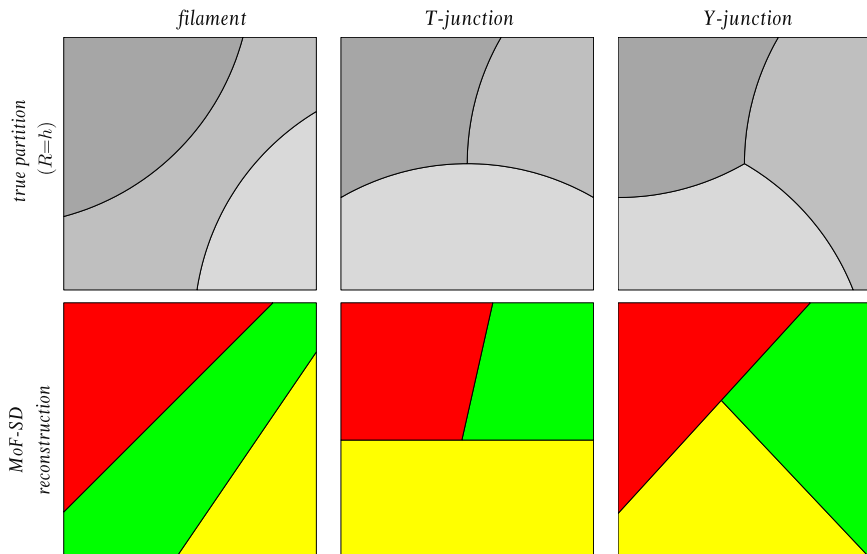 filament
T-junction
Y-junction
true partition
(R=h)
MoF-SD
reconstruction